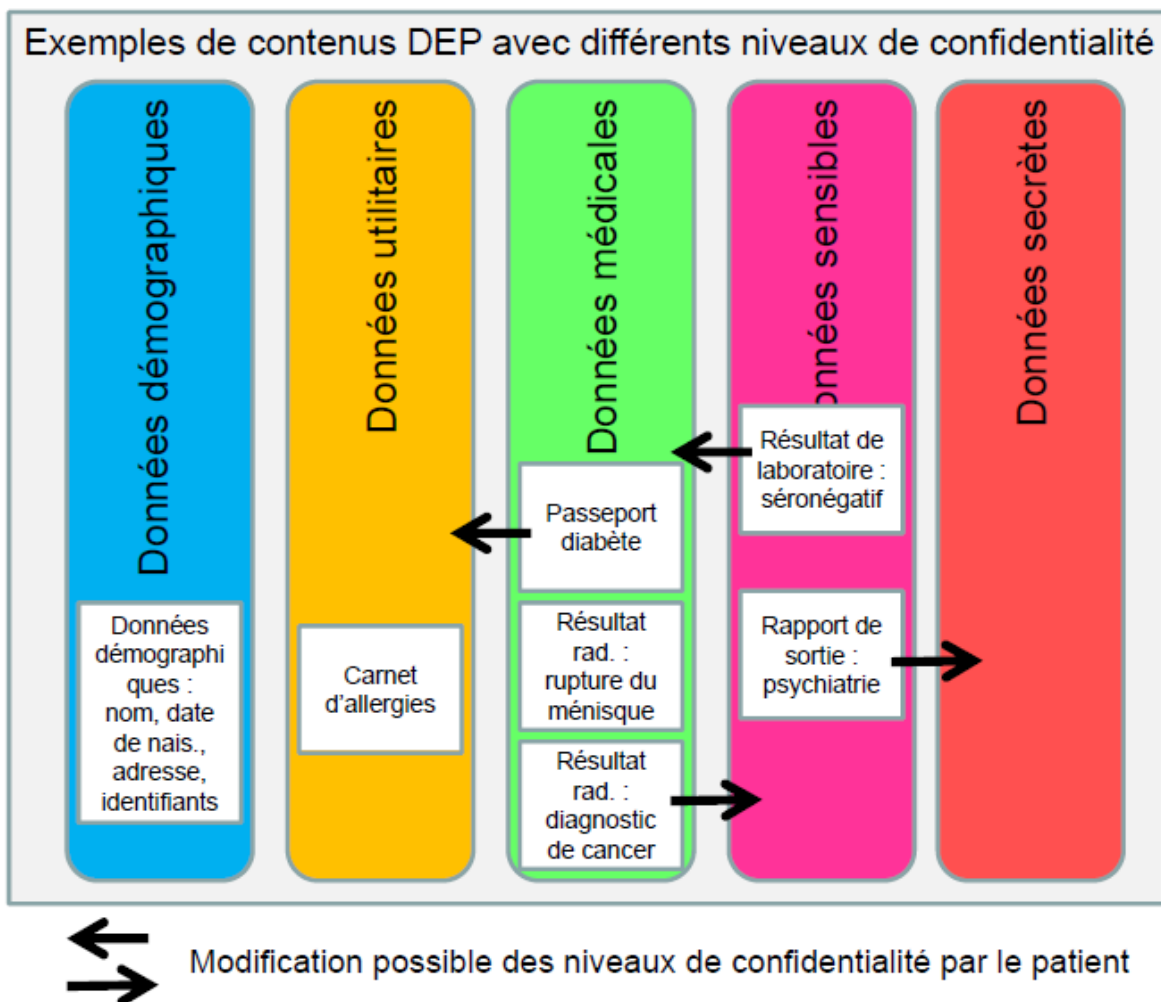 Exemples de contenus DEP avec différents niveaux de confidentialité
Données démographiques
Données utilitaires
Données médicales
onnées sensibles
Données secrètes
Données
démographi
ques :
nom, date
de nais.,
adresse,
identifiants
Carnet
d'allergies
Passeport
diabète
Résultat
rad. :
rupture du
ménisque
Résultat
rad. :
diagnostic
de cancer
Résultat de
laboratoire :
séronégatif
Rapport de
sortie :
psychiatrie
Modification possible des niveaux de confidentialité par le patient